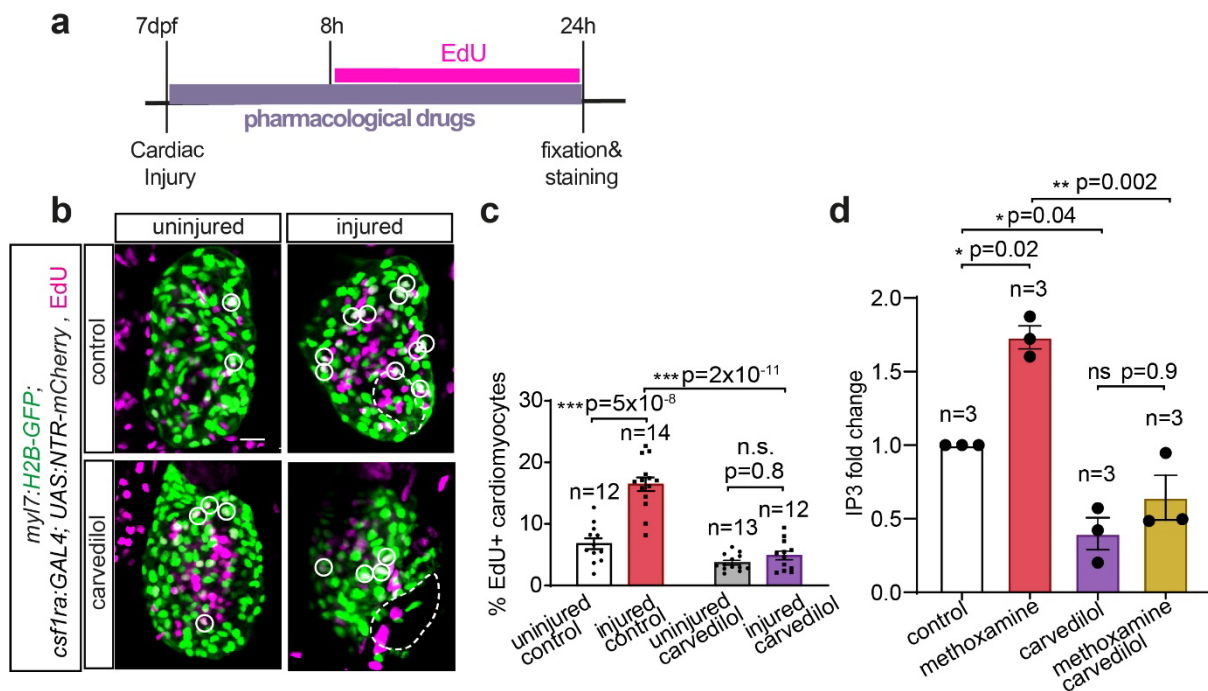 a
7dpf
8h
24h
EdU
pharmacological drugs
Cardiac
Injury
fixation&
staining
b
uninjured
injured
myl7:H2B-GFP;
csf1ra:GAL4; UAS:NTR-mCherry , EdU
control
carvedilol
c
% EdU+ cardiomyocytes
30
20
10
0
***p=5x10⁻⁸
***p=2x10⁻¹¹
n.s.
p=0.8
n=12
n=14
n=13
n=12
uninjured
control
injured
control
uninjured
carvedilol
injured
carvedilol
d
IP3 fold change
2.0
1.5
1.0
0.5
0.0
** p=0.002
* p=0.04
* p=0.02
ns p=0.9
n=3
n=3
n=3
n=3
control
methoxamine
carvedilol
methoxamine
carvedilol